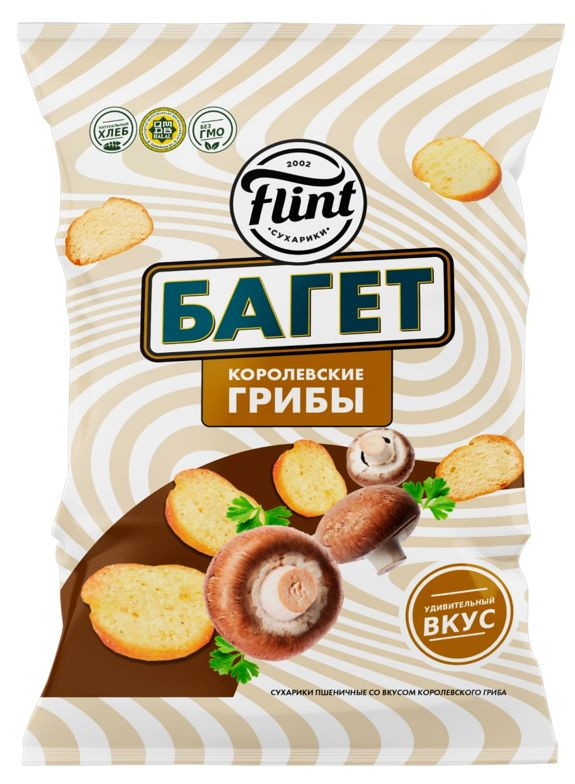 НАТУРАЛЬНЫЙ
ХЛЕБ
HALAL
БЕЗ
ГМО
2002
Flint
•СУХАРИКИ•
БАГЕТ
КОРОЛЕВСКИЕ
ГРИБЫ
УДИВИТЕЛЬНЫЙ
ВКУС
СУХАРИКИ ПШЕНИЧНЫЕ СО ВКУСОМ КОРОЛЕВСКОГО ГРИБА